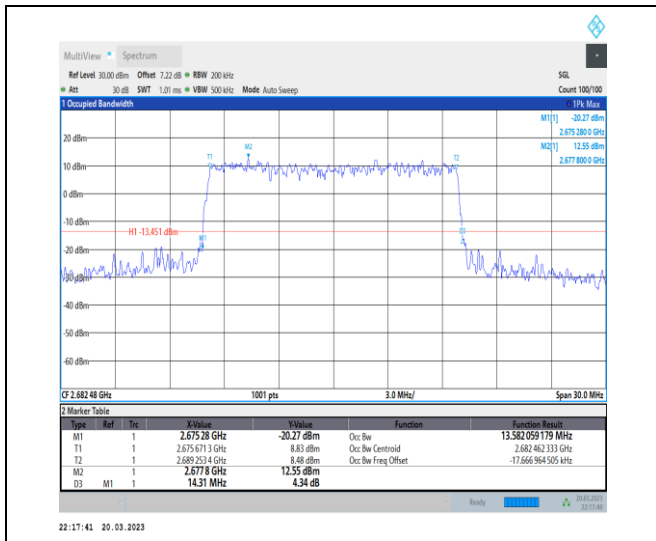 MultiView Spectrum
Ref Level 30.00 dBm Offset 7.22 dB RBW 200 kHz SGL
Att 30 dB SWT 1.01 ms VBW 500 kHz Mode Auto Sweep Count 100/100
1 Occupied Bandwidth 1Pk Max
M1[1] -20.27 dBm
2.675 280 0 GHz
M2[1] 12.55 dBm
2.677 800 0 GHz
20 dBm
T1 M2 T2
10 dBm
0 dBm
-10 dBm
H1 -13.451 dBm
M1 D3
-20 dBm
-30 dBm
-40 dBm
-50 dBm
-60 dBm
CF 2.682 48 GHz 1001 pts 3.0 MHz/ Span 30.0 MHz
2 Marker Table
Type Ref Trc X-Value Y-Value Function Function Result
M1 1 2.675 28 GHz -20.27 dBm Occ Bw 13.582 059 179 MHz
T1 1 2.675 671 3 GHz 8.83 dBm Occ Bw Centroid 2.682 462 333 GHz
T2 1 2.689 253 4 GHz 8.48 dBm Occ Bw Freq Offset -17.666 964 505 kHz
M2 1 2.677 8 GHz 12.55 dBm
D3 M1 1 14.31 MHz 4.34 dB
Ready 20.03.2023
22:17:40
22:17:41 20.03.2023